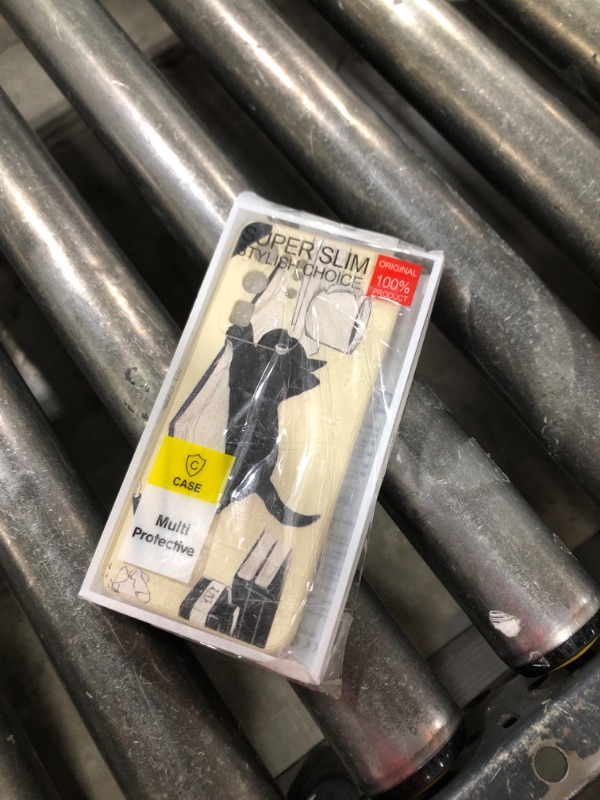 SUPER SLIM
STYLISH CHOICE
ORIGINAL
100%
PRODUCT
C
CASE
Multi
Protective